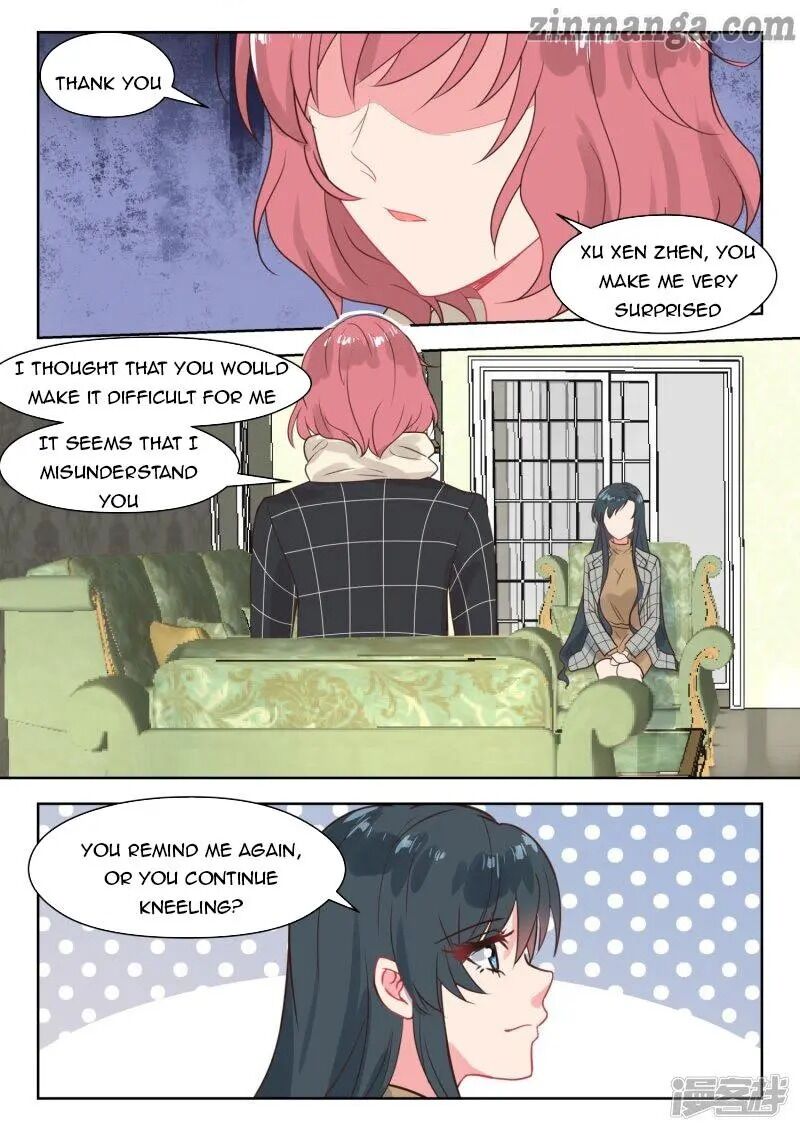 zinmanga.com
THANK YOU
XU XEN ZHEN, YOU
MAKE ME VERY
SURPRISED
I THOUGHT THAT YOU WOULD
MAKE IT DIFFICULT FOR ME
IT SEEMS THAT I
MISUNDERSTAND
YOU
YOU REMIND ME AGAIN,
OR YOU CONTINUE
KNEELING?
漫客栈